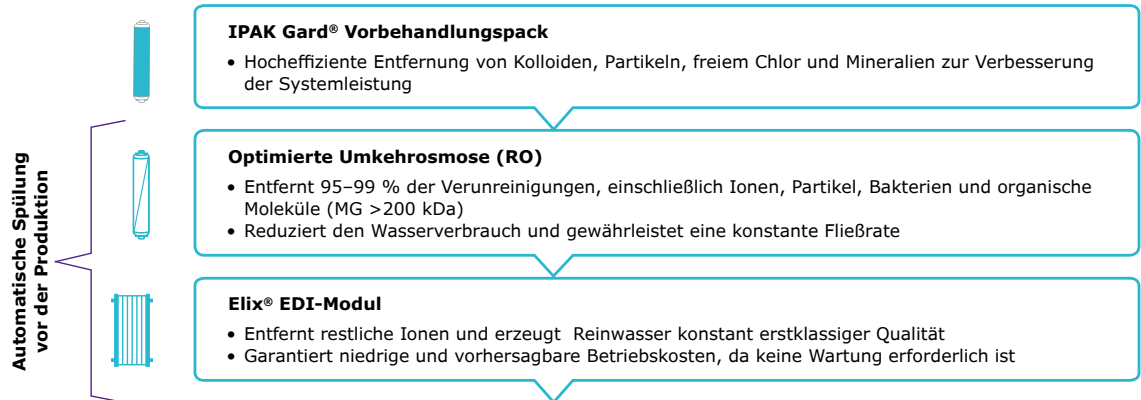 IPAK Gard® Vorbehandlungspack
• Hocheffiziente Entfernung von Kolloiden, Partikeln, freiem Chlor und Mineralien zur Verbesserung
der Systemleistung
Automatische Spülung
vor der Produktion
Optimierte Umkehrosmose (RO)
• Entfernt 95–99 % der Verunreinigungen, einschließlich Ionen, Partikel, Bakterien und organische
Moleküle (MG >200 kDa)
• Reduziert den Wasserverbrauch und gewährleistet eine konstante Fließrate
Elix® EDI-Modul
• Entfernt restliche Ionen und erzeugt  Reinwasser konstant erstklassiger Qualität
• Garantiert niedrige und vorhersagbare Betriebskosten, da keine Wartung erforderlich ist